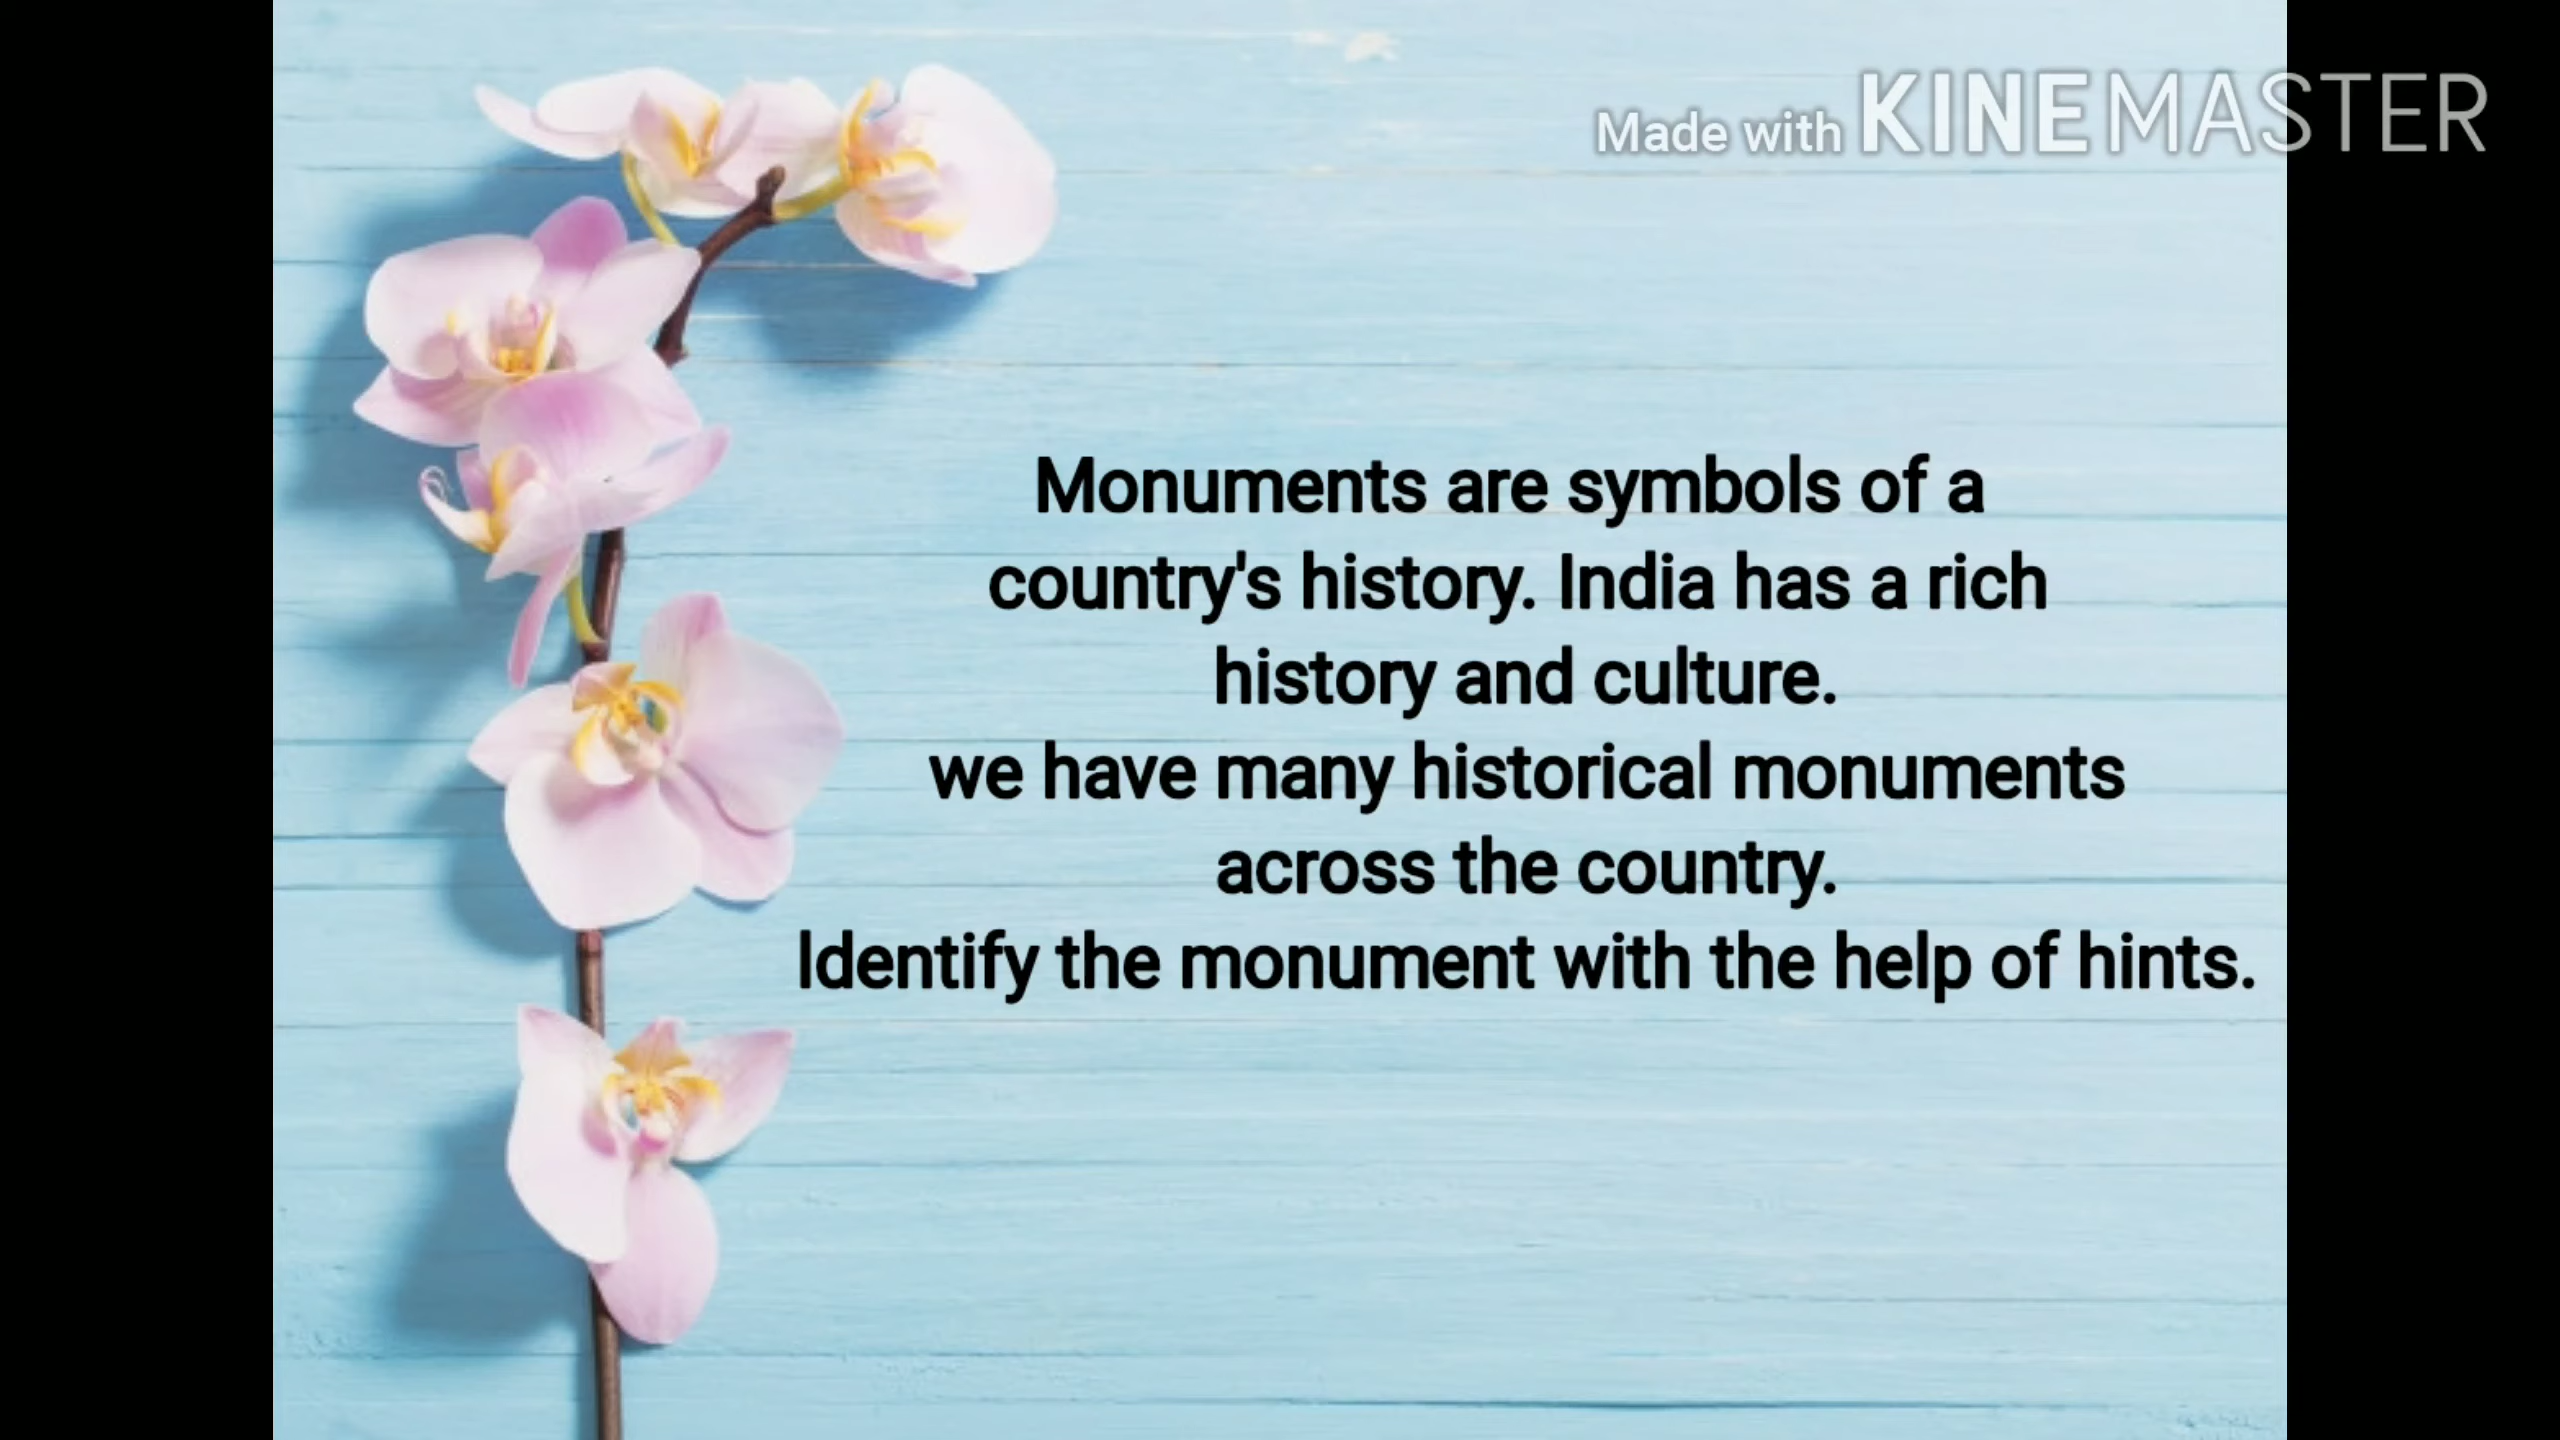 Made with KINEMASTER
Monuments are symbols of a
country's history. India has a rich
history and culture.
we have many historical monuments
across the country.
Identify the monument with the help of hints.